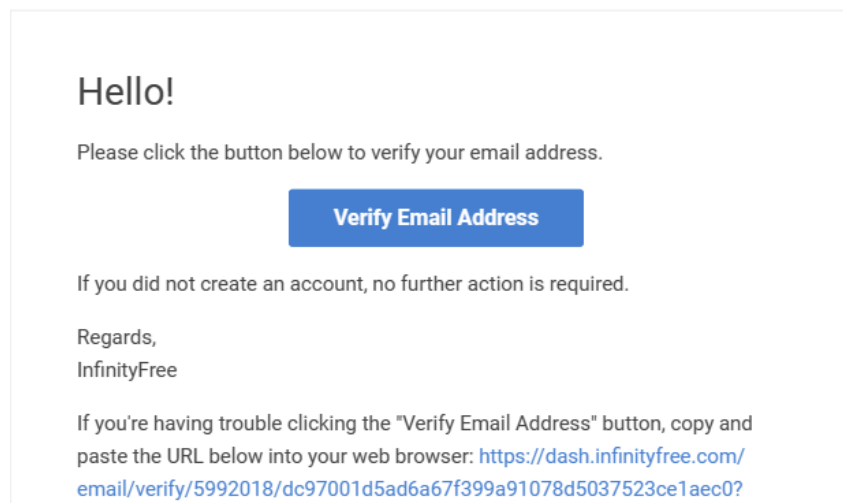 Hello!
Please click the button below to verify your email address.
Verify Email Address
If you did not create an account, no further action is required.
Regards,
InfinityFree
If you're having trouble clicking the "Verify Email Address" button, copy and
paste the URL below into your web browser: https://dash.infinityfree.com/
email/verify/5992018/dc97001d5ad6a67f399a91078d5037523ce1aec0?